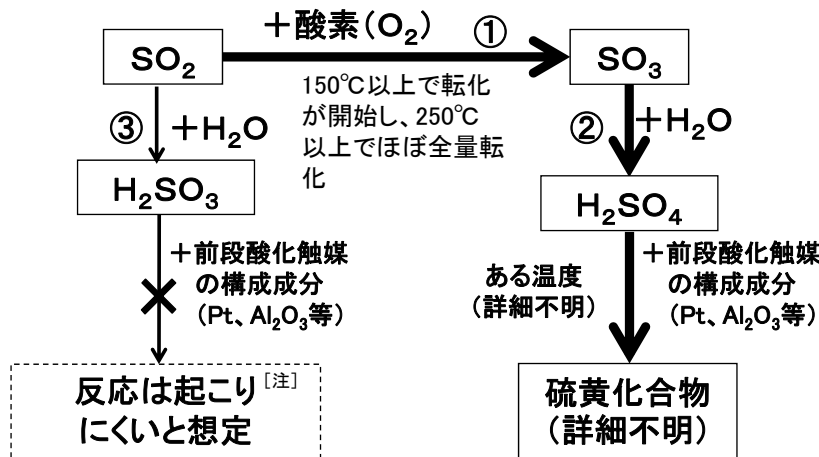 +酸素(O₂) ①
SO₂
SO₃
150℃以上で転化
が開始し、250℃
以上でほぼ全量転
化
③ +H₂O
② +H₂O
H₂SO₃
H₂SO₄
+前段酸化触媒
の構成成分
(Pt、Al₂O₃等)
ある温度
(詳細不明)
+前段酸化触媒
の構成成分
(Pt、Al₂O₃等)
反応は起こり[注]
にくいと想定
硫黄化合物
(詳細不明)